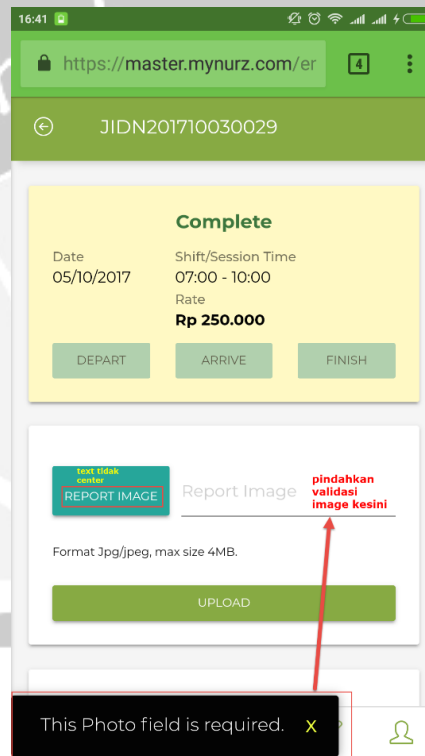 16:41
https://master.mynurz.com/er
4
JIDN201710030029
Complete
Date
Shift/Session Time
05/10/2017
07:00 - 10:00
Rate
Rp 250.000
DEPART
ARRIVE
FINISH
text tidak
center
REPORT IMAGE
Report Image
pindahkan
validasi
image kesini
Format Jpg/jpeg, max size 4MB.
UPLOAD
This Photo field is required.
X